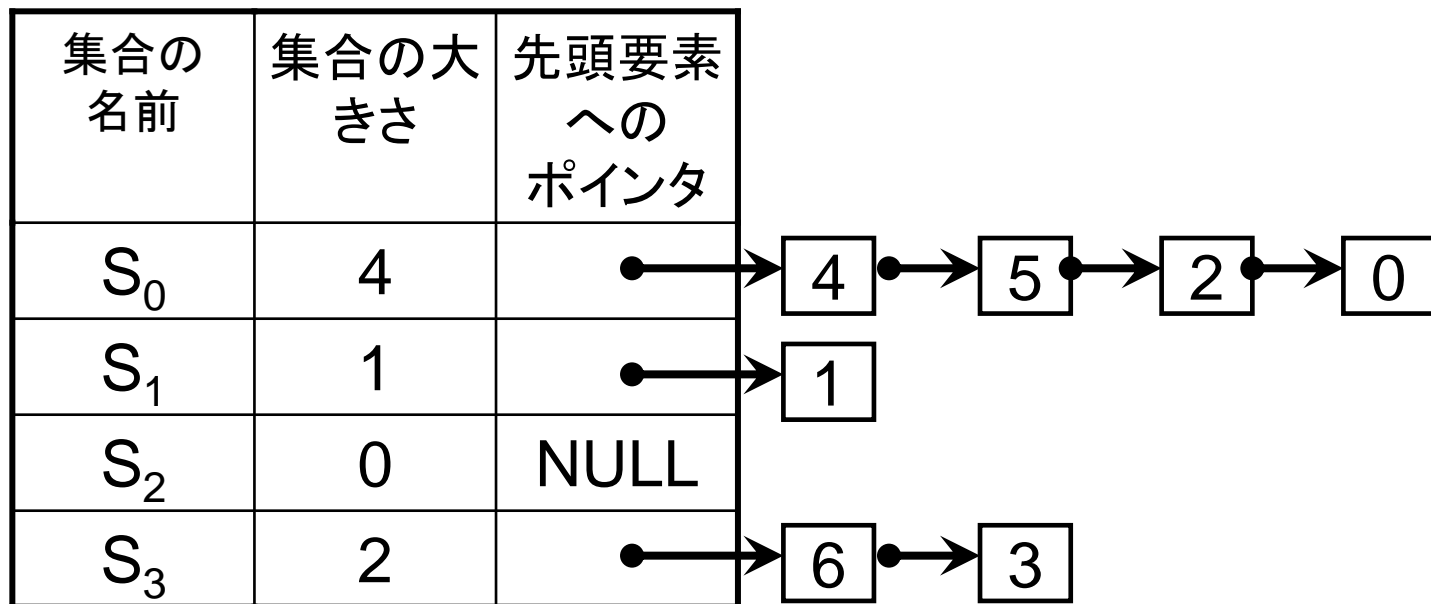 集合の
名前
集合の大
きさ
先頭要素
への
ポインタ
S0 4 4 5 2 0
S1 1 1
S2 0 NULL
S3 2 6 3